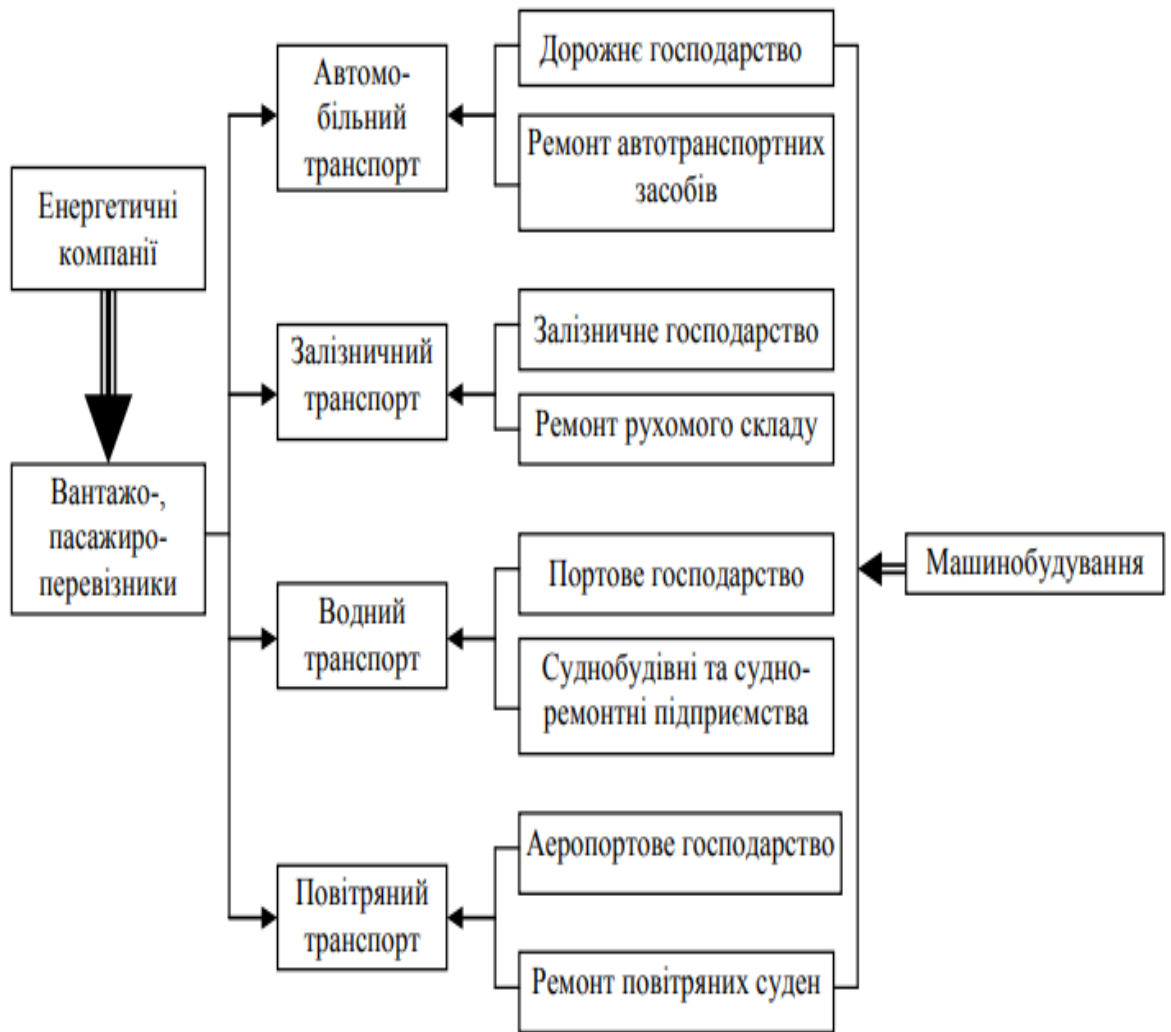 Енергетичні
компанії
Вантажо-,
пасажиро-
перевізники
Автомо-
більний
транспорт
Залізничний
транспорт
Водний
транспорт
Повітряний
транспорт
Дорожнє господарство
Ремонт автотранспортних
засобів
Залізничне господарство
Ремонт рухомого складу
Портове господарство
Суднобудівні та судно-
ремонтні підприємства
Аеропортове господарство
Ремонт повітряних суден
Машинобудування